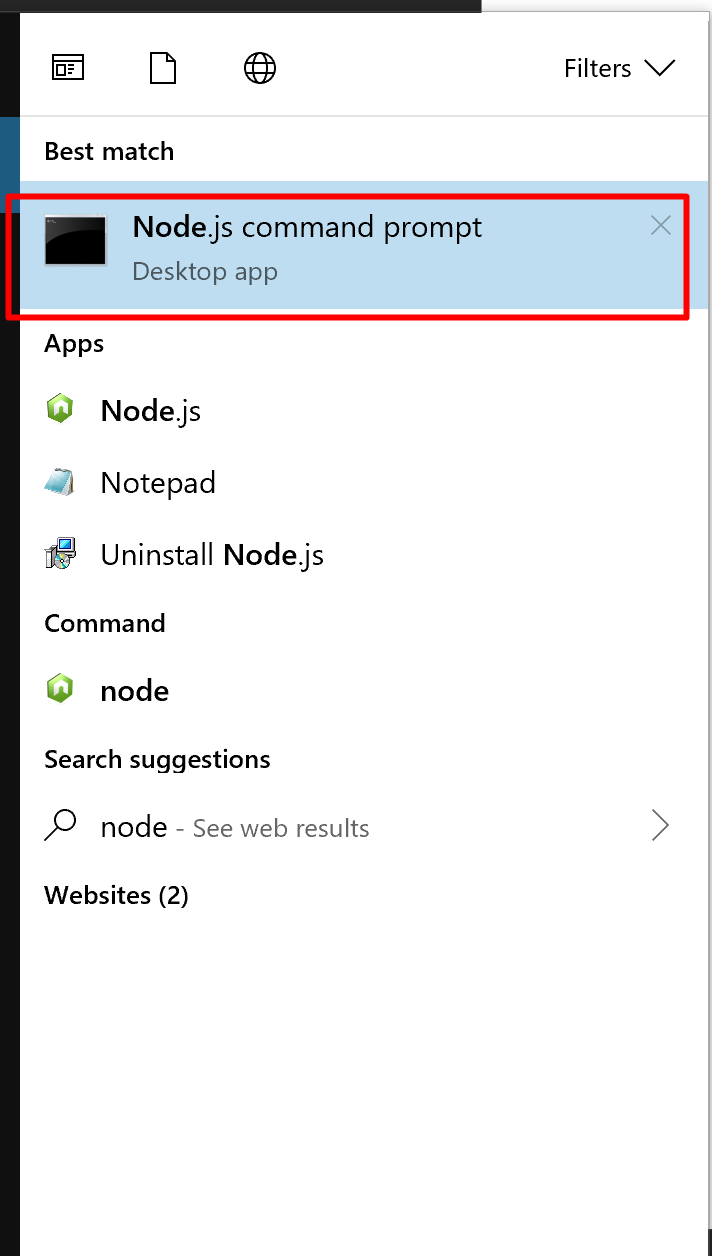 Filters
Best match
Node.js command prompt
Desktop app
Apps
Node.js
Notepad
Uninstall Node.js
Command
node
Search suggestions
node - See web results
Websites (2)